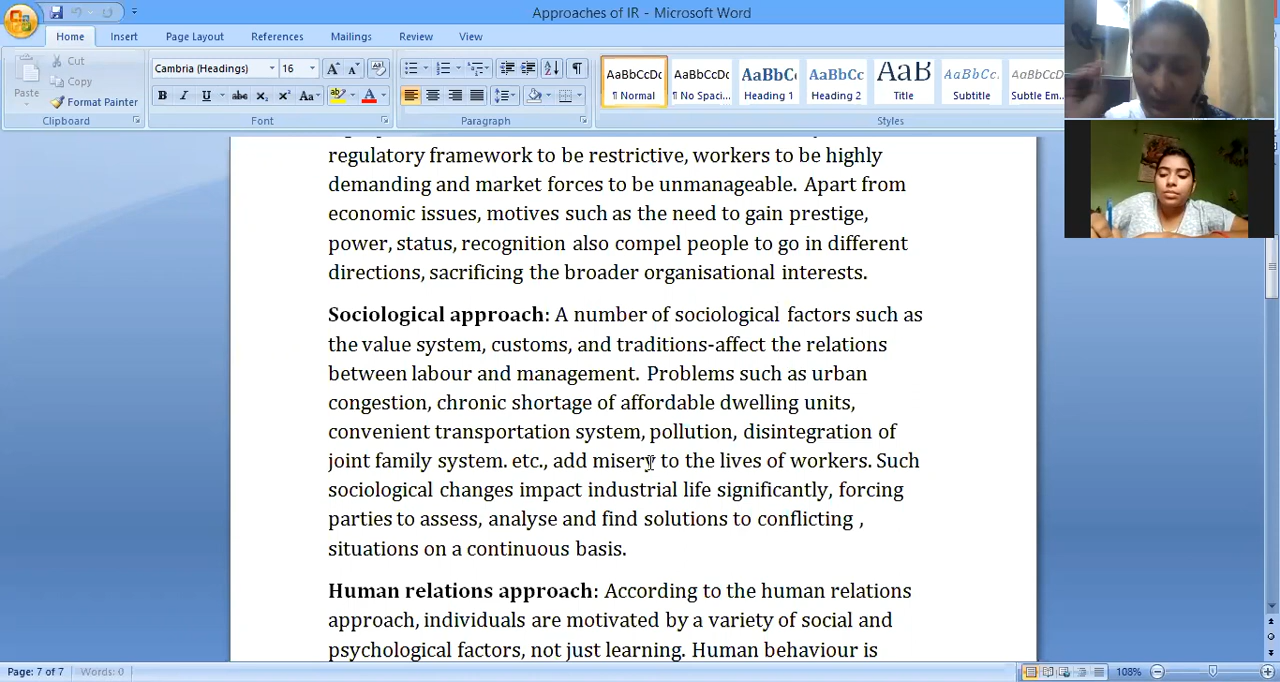 Approaches of IR - Microsoft Word
Home Insert Page Layout References Mailings Review View
Paste
Cut
Copy
Format Painter
Clipboard
Cambria (Headings) 16
Font
Paragraph
AaBbCcDc AaBbCcDc AaBbCc AaBbCc AaB AaBbCc. AaBbCcDc
¶ Normal ¶ No Spaci... Heading 1 Heading 2 Title Subtitle Subtle Em...
Styles
regulatory framework to be restrictive, workers to be highly
demanding and market forces to be unmanageable. Apart from
economic issues, motives such as the need to gain prestige,
power, status, recognition also compel people to go in different
directions, sacrificing the broader organisational interests.
Sociological approach: A number of sociological factors such as
the value system, customs, and traditions-affect the relations
between labour and management. Problems such as urban
congestion, chronic shortage of affordable dwelling units,
convenient transportation system, pollution, disintegration of
joint family system. etc., add misery to the lives of workers. Such
sociological changes impact industrial life significantly, forcing
parties to assess, analyse and find solutions to conflicting ,
situations on a continuous basis.
Human relations approach: According to the human relations
approach, individuals are motivated by a variety of social and
psychological factors, not just learning. Human behaviour is
Page: 7 of 7 Words: 0 108%